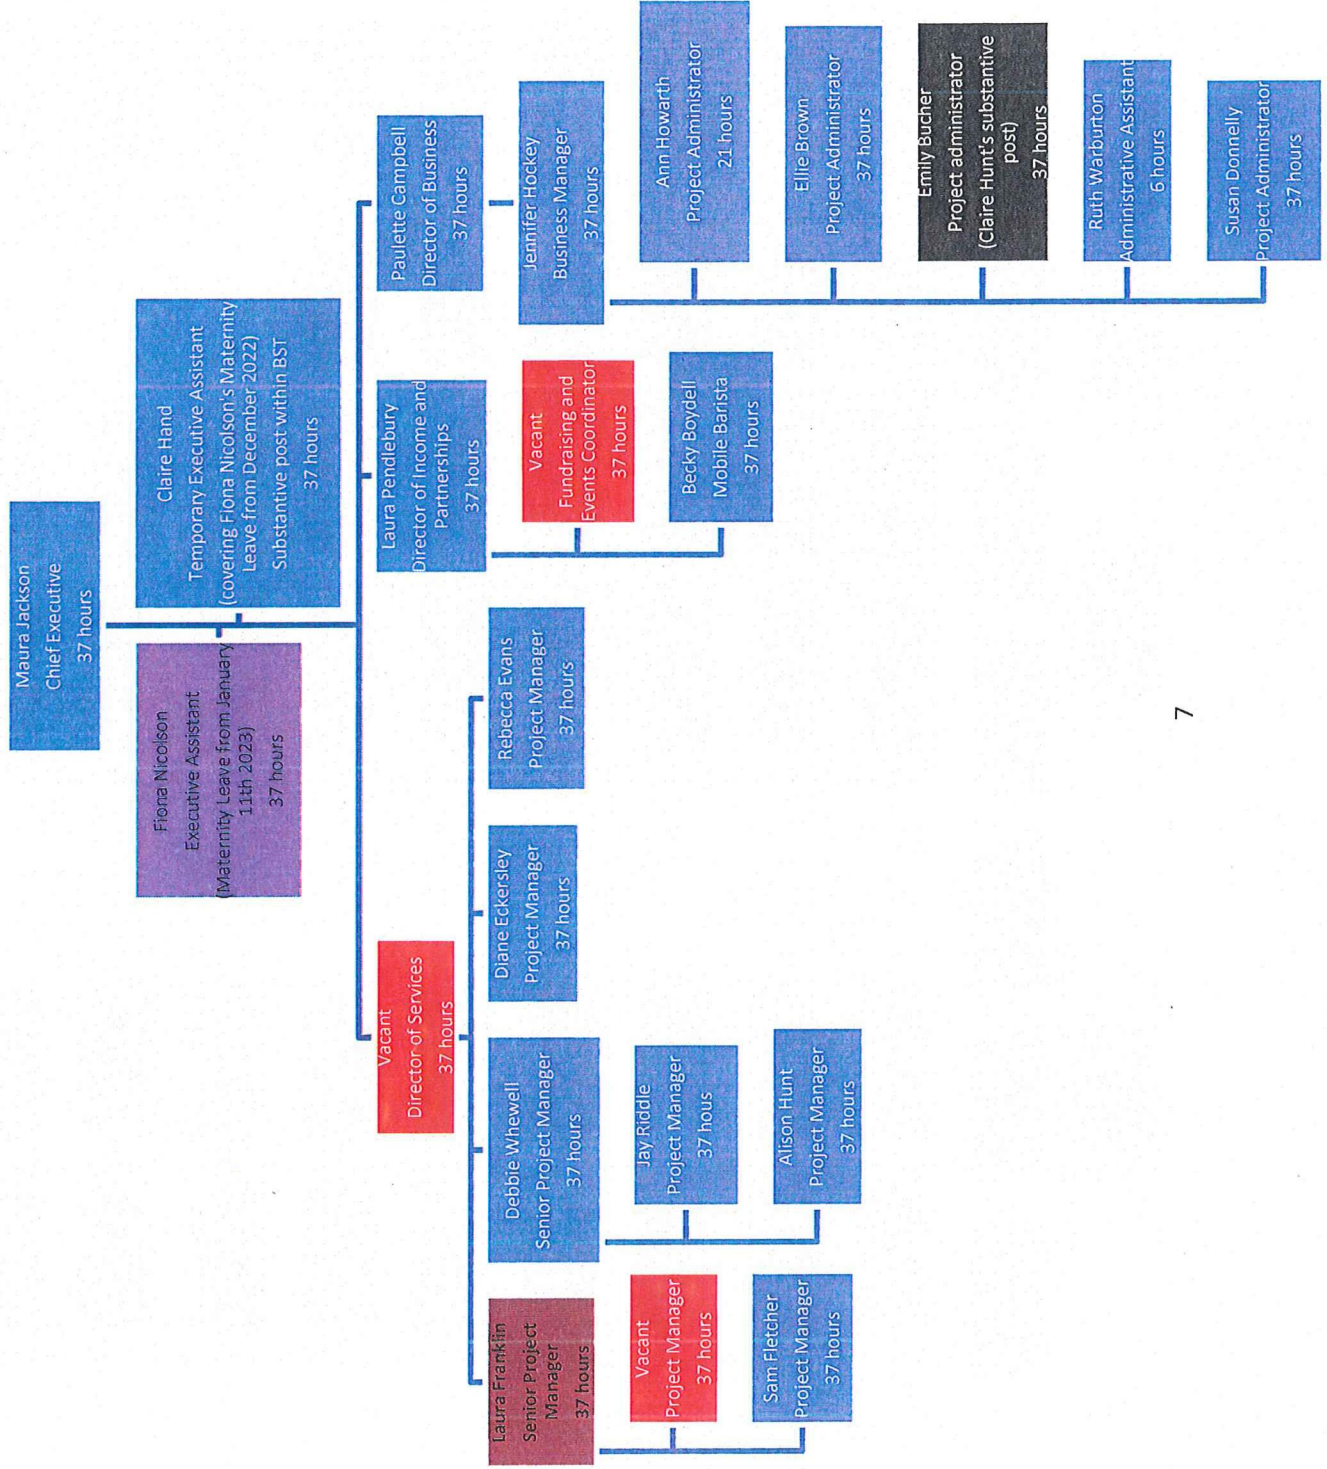 Maura Jackson
Chief Executive
37 hours
Fiona Nicolson
Executive Assistant
(Maternity Leave from January
11th 2023)
37 hours
Claire Hand
Temporary Executive Assistant
(covering Fiona Nicolson's Maternity
Leave from December 2022)
Substantive post within BST
37 hours
Vacant
Director of Services
37 hours
Laura Pendlebury
Director of Income and
Partnerships
37 hours
Paulette Campbell
Director of Business
37 hours
Laura Franklin
Senior Project
Manager
37 hours
Debbie Whewell
Senior Project Manager
37 hours
Diane Eckersley
Project Manager
37 hours
Rebecca Evans
Project Manager
37 hours
Vacant
Fundraising and
Events Coordinator
37 hours
Jennifer Hockey
Business Manager
37 hours
Vacant
Project Manager
37 hours
Sam Fletcher
Project Manager
37 hours
Jay Riddle
Project Manager
37 hous
Alison Hunt
Project Manager
37 hours
Becky Boydell
Mobile Barista
37 hours
Ann Howarth
Project Administrator
21 hours
Ellie Brown
Project Administrator
37 hours
Emily Bucher
Project administrator
(Claire Hunt's substantive
post)
37 hours
Ruth Warburton
Administrative Assistant
6 hours
Susan Donnelly
Project Administrator
37 hours
7